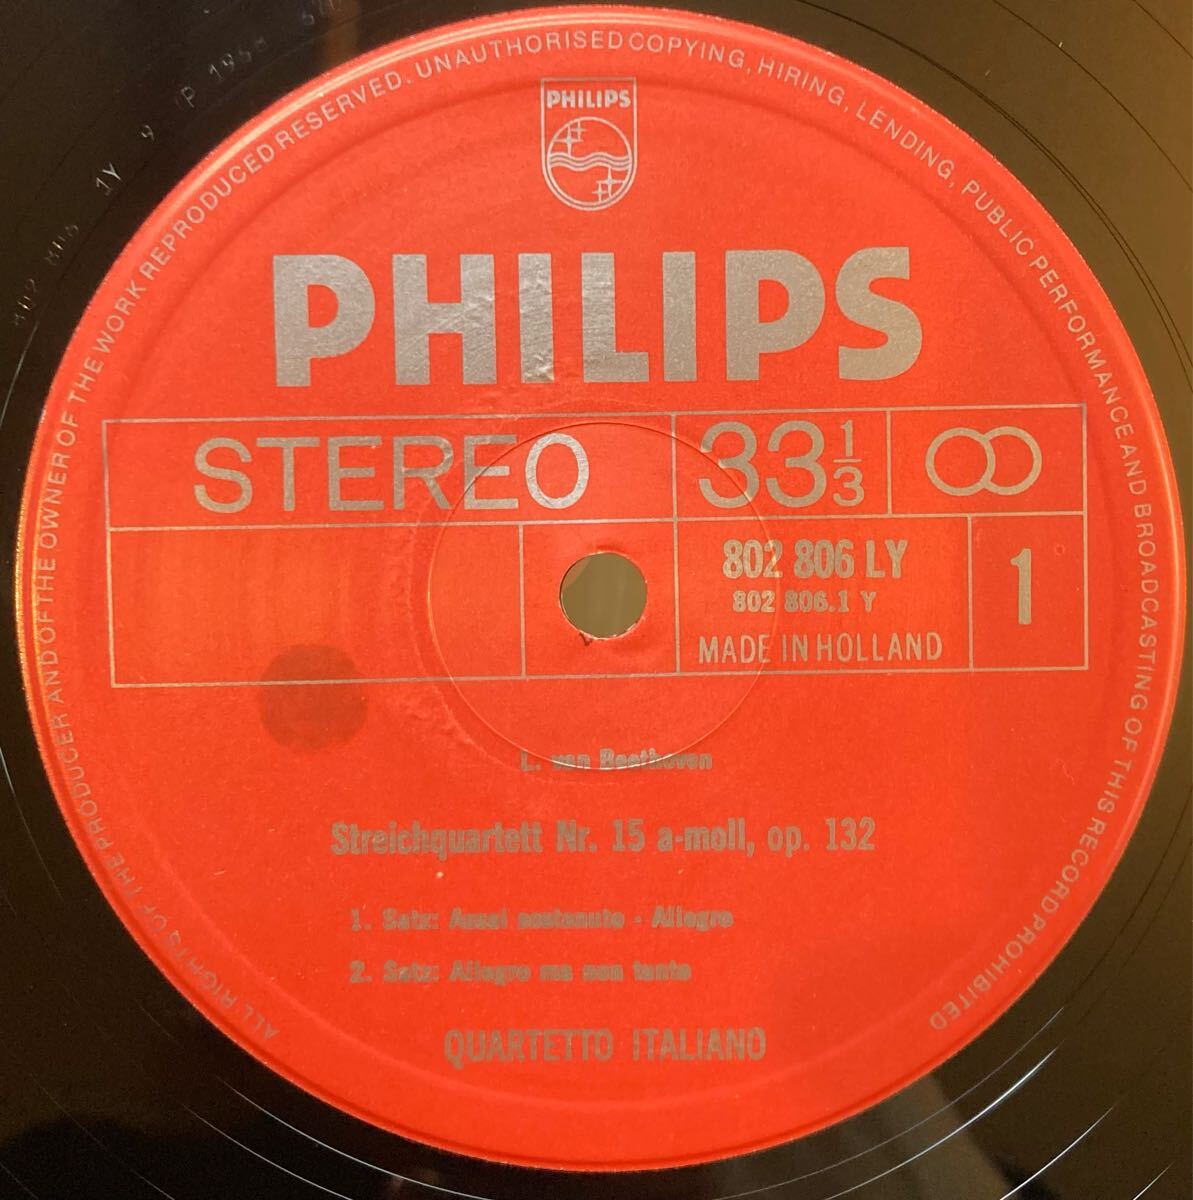 ALL RIGHTS OF THE PRODUCER AND OF THE OWNER OF THE WORK REPRODUCED RESERVED. UNAUTHORISED COPYING, HIRING, LENDING, PUBLIC PERFORMANCE AND BROADCASTING OF THIS RECORD PROHIBITED
PHILIPS
PHILIPS
STEREO 33 1/3
802 806 LY 1
802 806.1 Y
MADE IN HOLLAND
L. van Beethoven
Streichquartett Nr. 15 a-moll, op. 132
1. Satz: Assai sostenuto - Allegro
2. Satz: Allegro ma non tanto
QUARTETTO ITALIANO